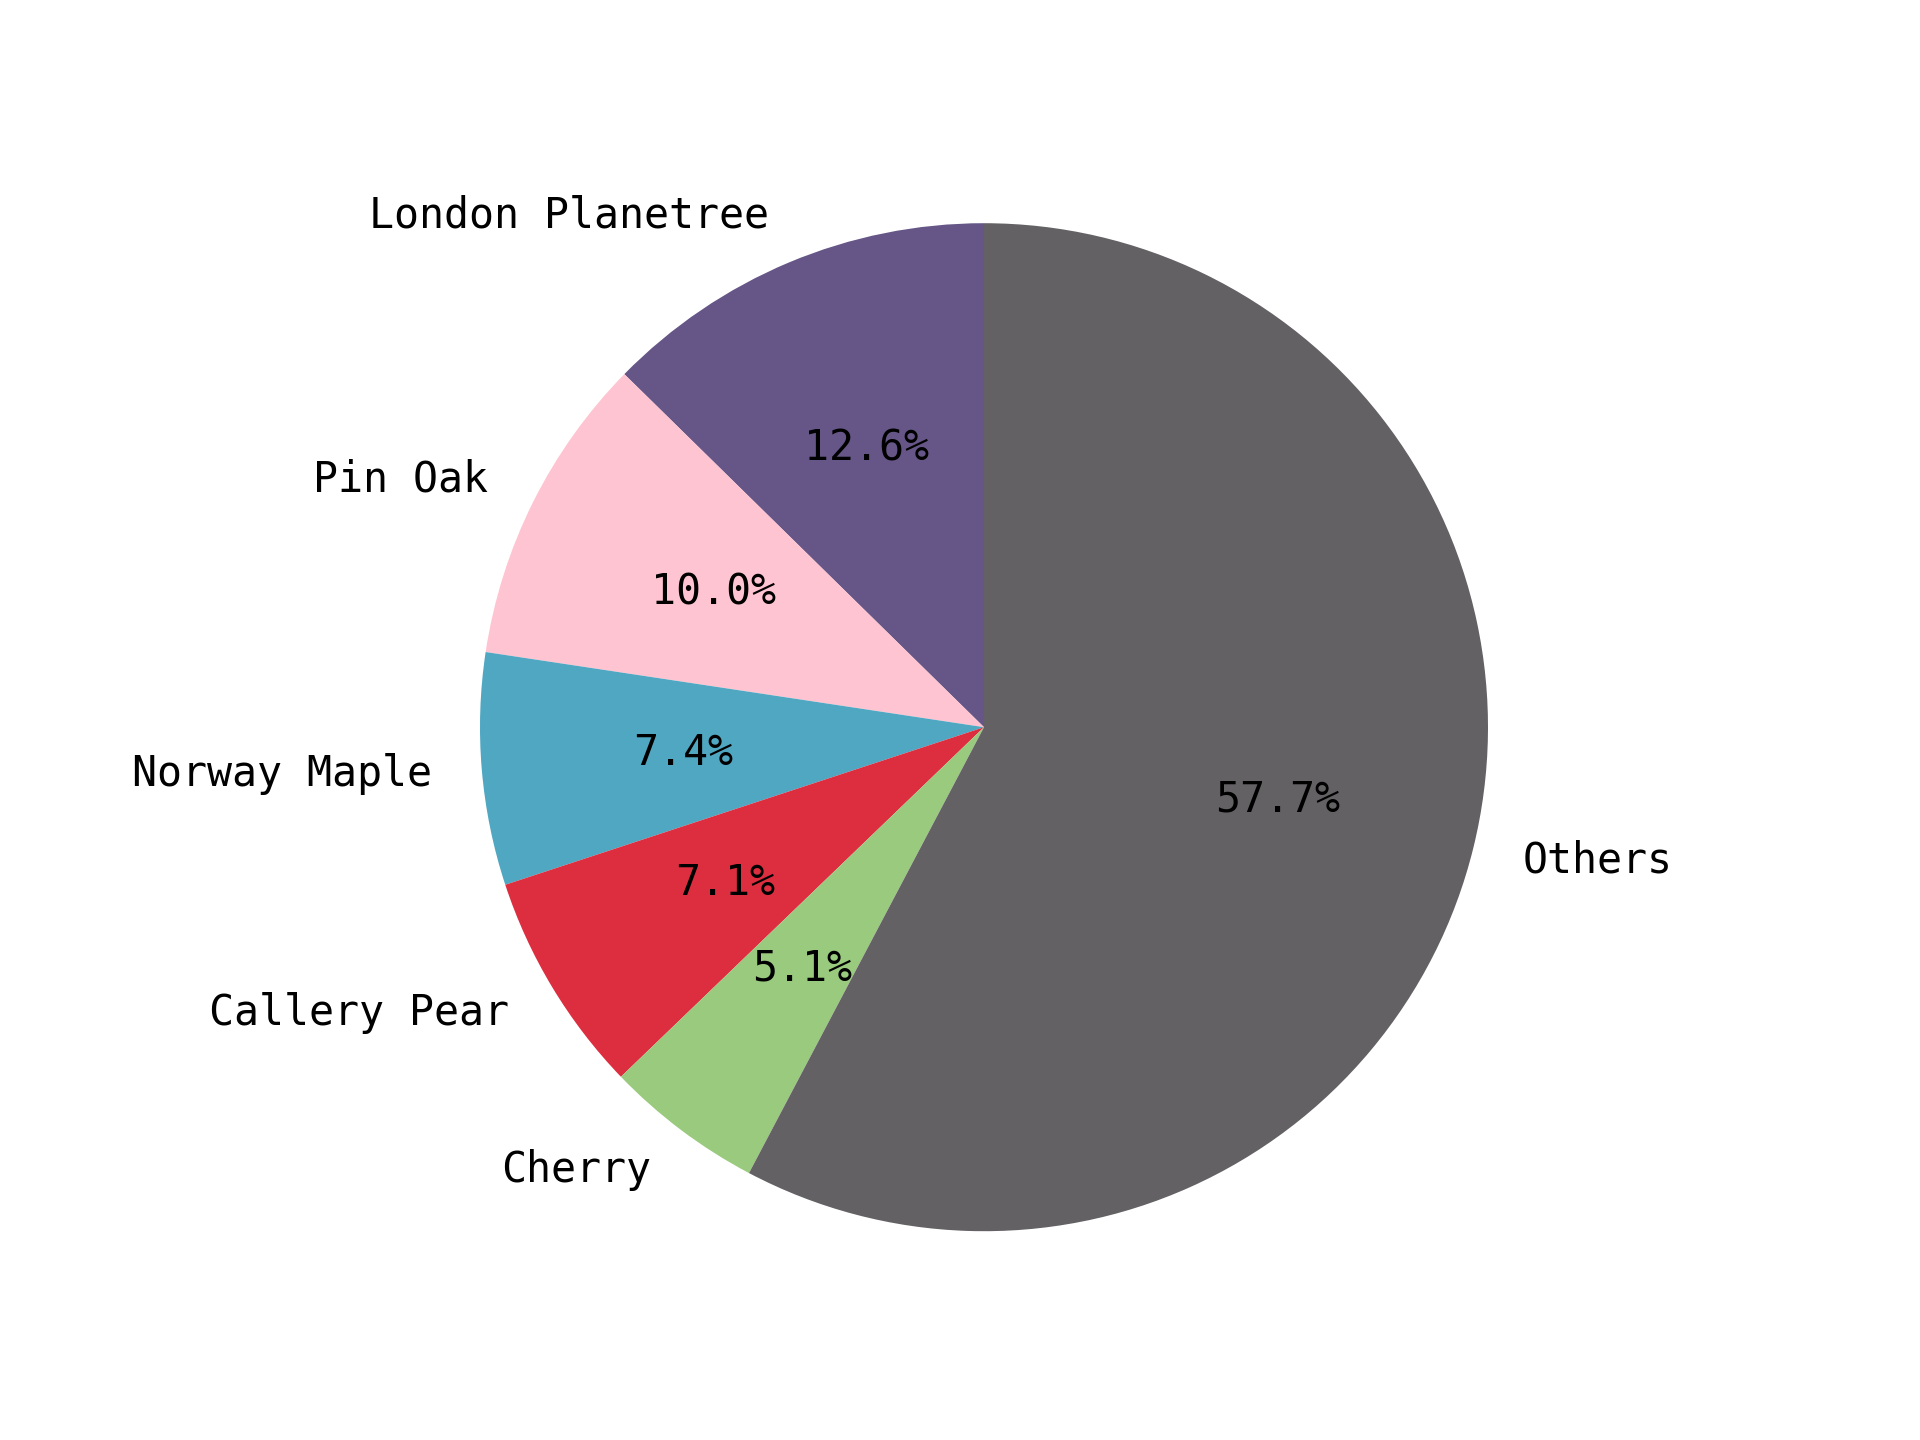 London Planetree
12.6%
Pin Oak
10.0%
Norway Maple
7.4%
57.7%
Others
7.1%
5.1%
Callery Pear
Cherry